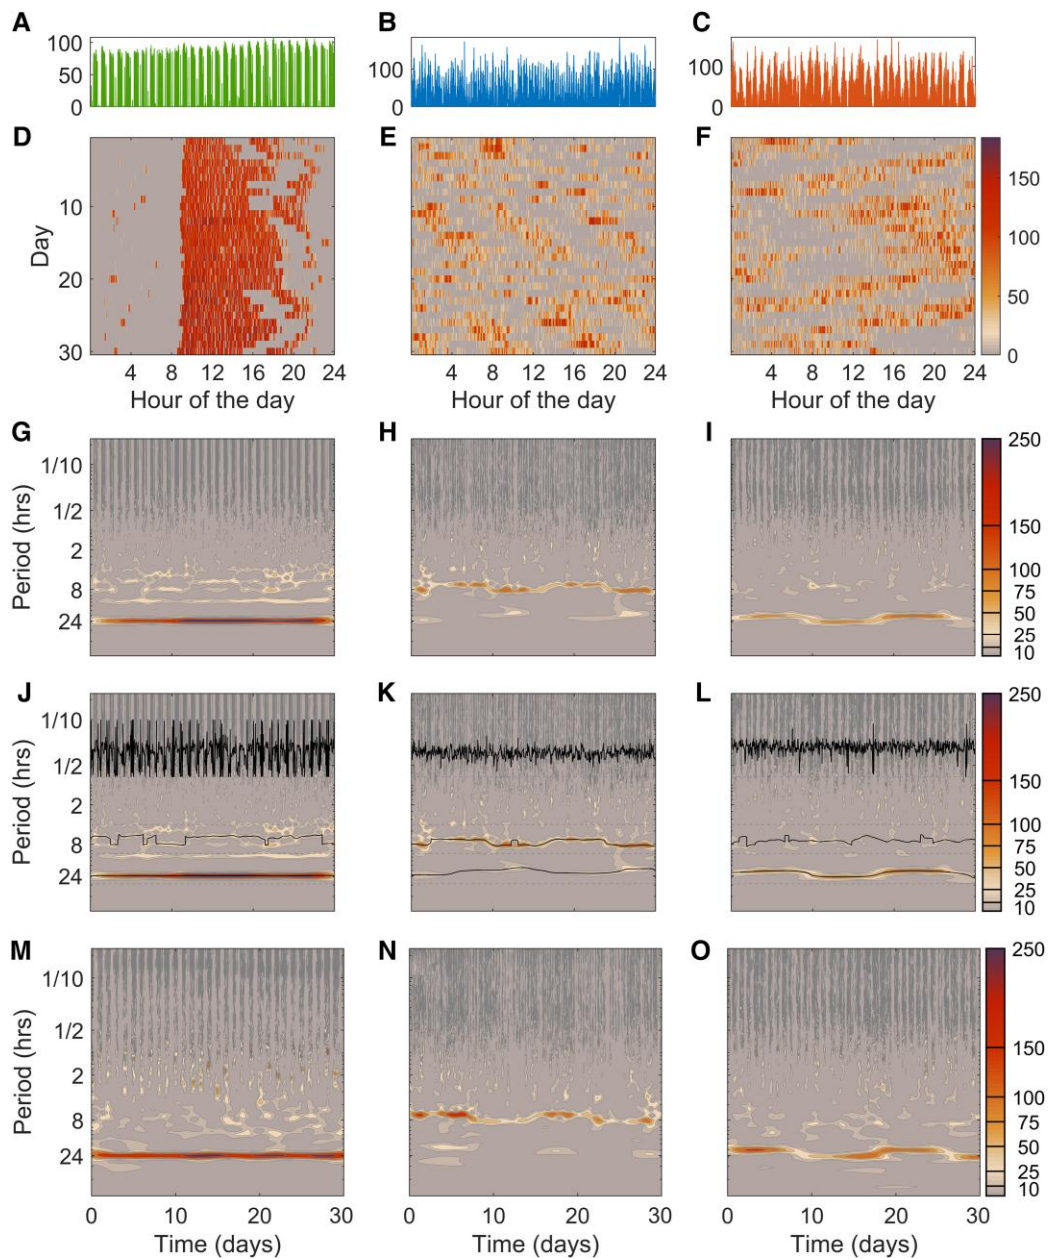 A B C
100 50 0
100 0
100 0
D E F
Day
10 20 30
4 8 12 16 20 24
4 8 12 16 20 24
4 8 12 16 20 24
Hour of the day
Hour of the day
Hour of the day
150 100 50 0
G H I
Period (hrs)
1/10 1/2 2 8 24
250 150 100 75 50 25 10
J K L
Period (hrs)
1/10 1/2 2 8 24
250 150 100 75 50 25 10
M N O
Period (hrs)
1/10 1/2 2 8 24
250 150 100 75 50 25 10
0 10 20 30
0 10 20 30
0 10 20 30
Time (days)
Time (days)
Time (days)